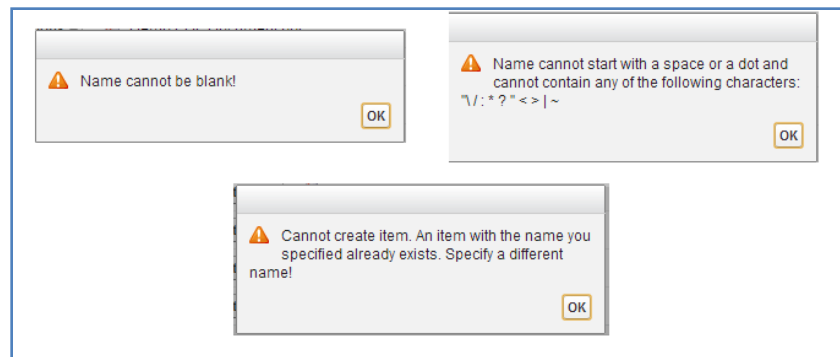 Name cannot be blank!
OK
Name cannot start with a space or a dot and
cannot contain any of the following characters:
"\ / : * ? " < > | ~
OK
Cannot create item. An item with the name you
specified already exists. Specify a different
name!
OK